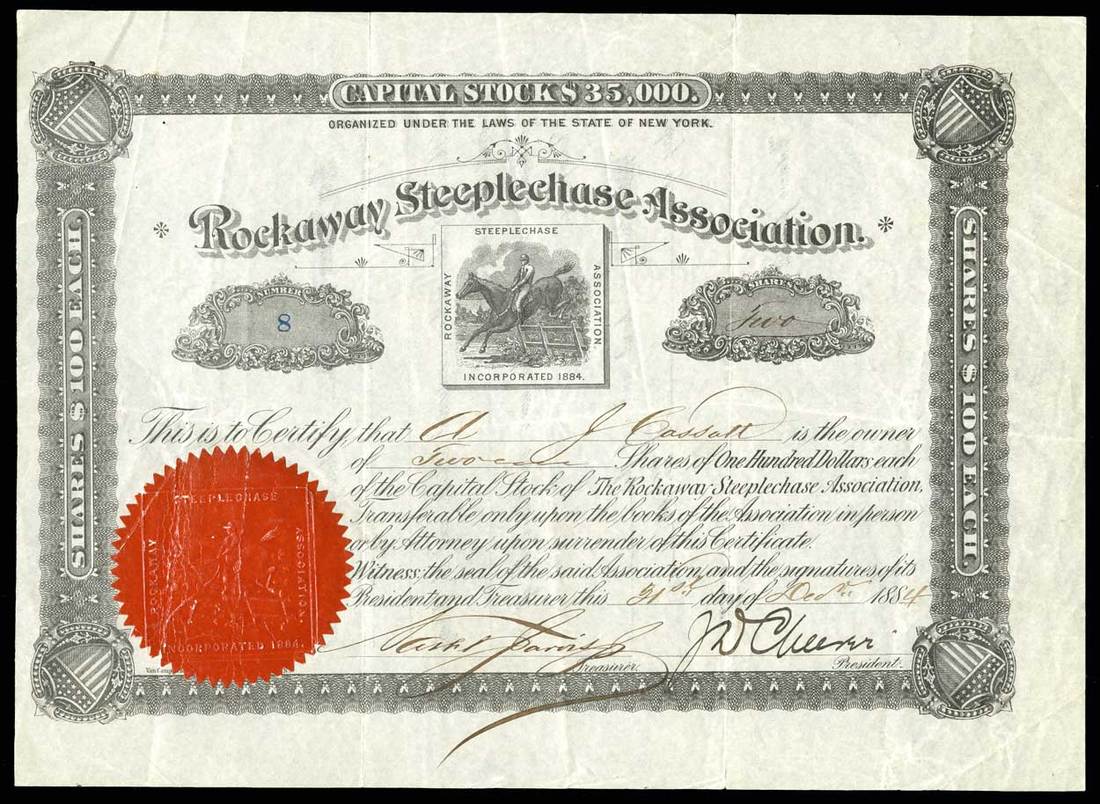 CAPITAL STOCK $35,000.
ORGANIZED UNDER THE LAWS OF THE STATE OF NEW YORK.
Rockaway Steeplechase Association.
STEEPLECHASE
ROCKAWAY
ASSOCIATION.
INCORPORATED 1884.
NUMBER
8
SHARES
Two
SHARES $100 EACH.
SHARES $100 EACH.
This is to Certify that A J Cassatt is the owner
of Two Shares of One Hundred Dollars each
of the Capital Stock of The Rockaway Steeplechase Association,
Transferable only upon the books of the Association in person
or by Attorney upon surrender of this Certificate.
Witness the seal of the said Association and the signatures of its
President and Treasurer this 31st day of Decr 1884
J D Cheever
Treasurer.
President.
STEEPLECHASE
ROCKAWAY
ASSOCIATION.
INCORPORATED 1884.